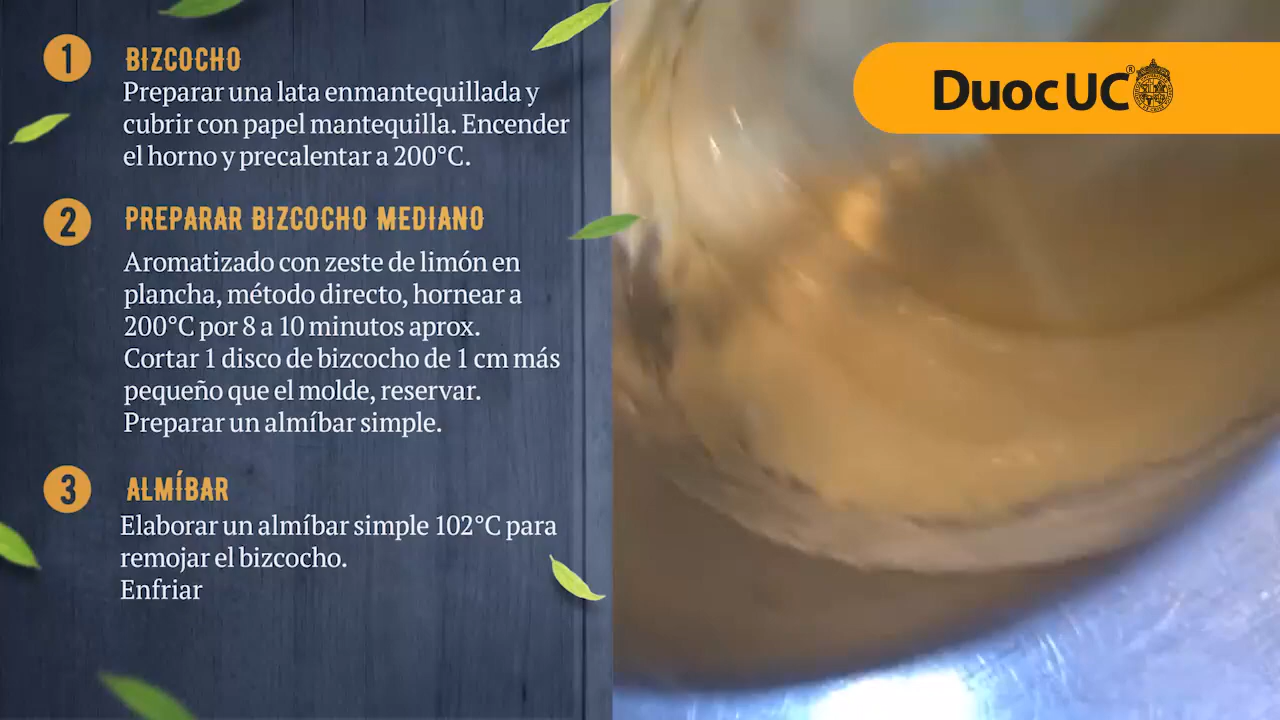 1
BIZCOCHO
Preparar una lata enmantequillada y
cubrir con papel mantequilla. Encender
el horno y precalentar a 200°C.
2
PREPARAR BIZCOCHO MEDIANO
Aromatizado con zeste de limón en
plancha, método directo, hornear a
200°C por 8 a 10 minutos aprox.
Cortar 1 disco de bizcocho de 1 cm más
pequeño que el molde, reservar.
Preparar un almíbar simple.
3
ALMÍBAR
Elaborar un almíbar simple 102°C para
remojar el bizcocho.
Enfriar
DuocUC®